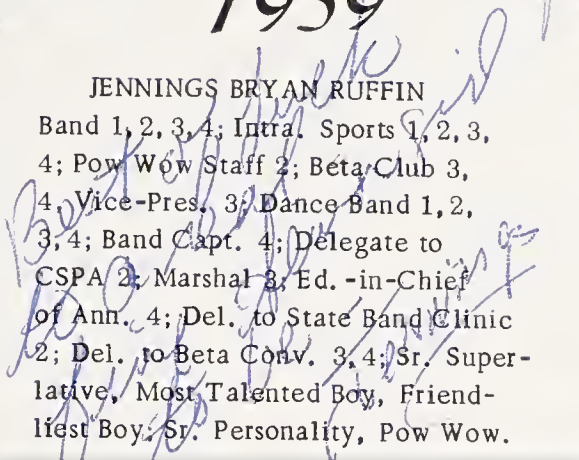 1959
JENNINGS BRYAN RUFFIN
Band 1, 2, 3, 4; Intra. Sports 1, 2, 3,
4; Pow Wow Staff 2; Beta Club 3,
4, Vice-Pres. 3; Dance Band 1, 2,
3, 4; Band Capt. 4; Delegate to
CSPA 2; Marshal 3; Ed. -in-Chief
of Ann. 4; Del. to State Band Clinic
2; Del. to Beta Conv. 3, 4; Sr. Super-
lative, Most Talented Boy, Friend-
liest Boy; Sr. Personality, Pow Wow.
Best of luck